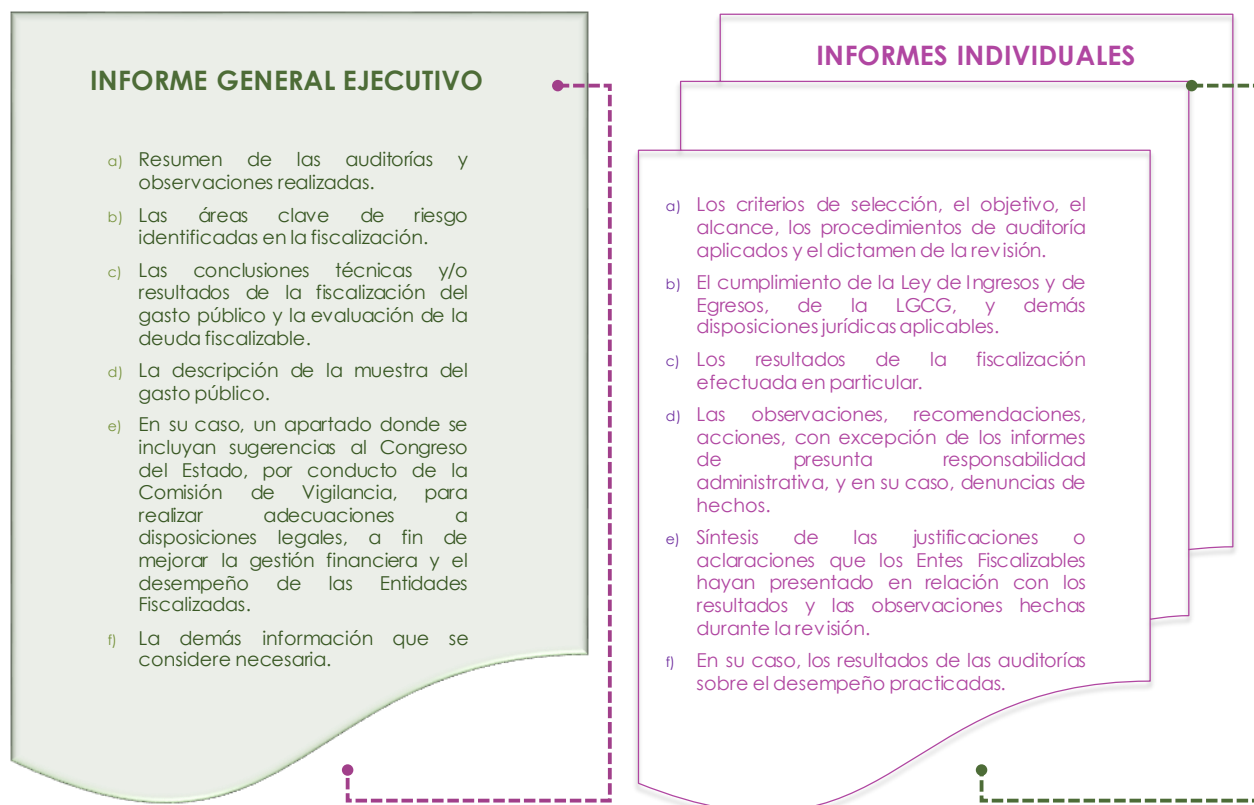 INFORME GENERAL EJECUTIVO
a) Resumen de las auditorías y
observaciones realizadas.
b) Las áreas clave de riesgo
identificadas en la fiscalización.
c) Las conclusiones técnicas y/o
resultados de la fiscalización del
gasto público y la evaluación de la
deuda fiscalizable.
d) La descripción de la muestra del
gasto público.
e) En su caso, un apartado donde se
incluyan sugerencias al Congreso
del Estado, por conducto de la
Comisión de Vigilancia, para
realizar adecuaciones a
disposiciones legales, a fin de
mejorar la gestión financiera y el
desempeño de las Entidades
Fiscalizadas.
f) La demás información que se
considere necesaria.
INFORMES INDIVIDUALES
a) Los criterios de selección, el objetivo, el
alcance, los procedimientos de auditoría
aplicados y el dictamen de la revisión.
b) El cumplimiento de la Ley de Ingresos y de
Egresos, de la LGCG, y demás
disposiciones jurídicas aplicables.
c) Los resultados de la fiscalización
efectuada en particular.
d) Las observaciones, recomendaciones,
acciones, con excepción de los informes
de presunta responsabilidad
administrativa, y en su caso, denuncias de
hechos.
e) Síntesis de las justificaciones o
aclaraciones que los Entes Fiscalizables
hayan presentado en relación con los
resultados y las observaciones hechas
durante la revisión.
f) En su caso, los resultados de las auditorías
sobre el desempeño practicadas.